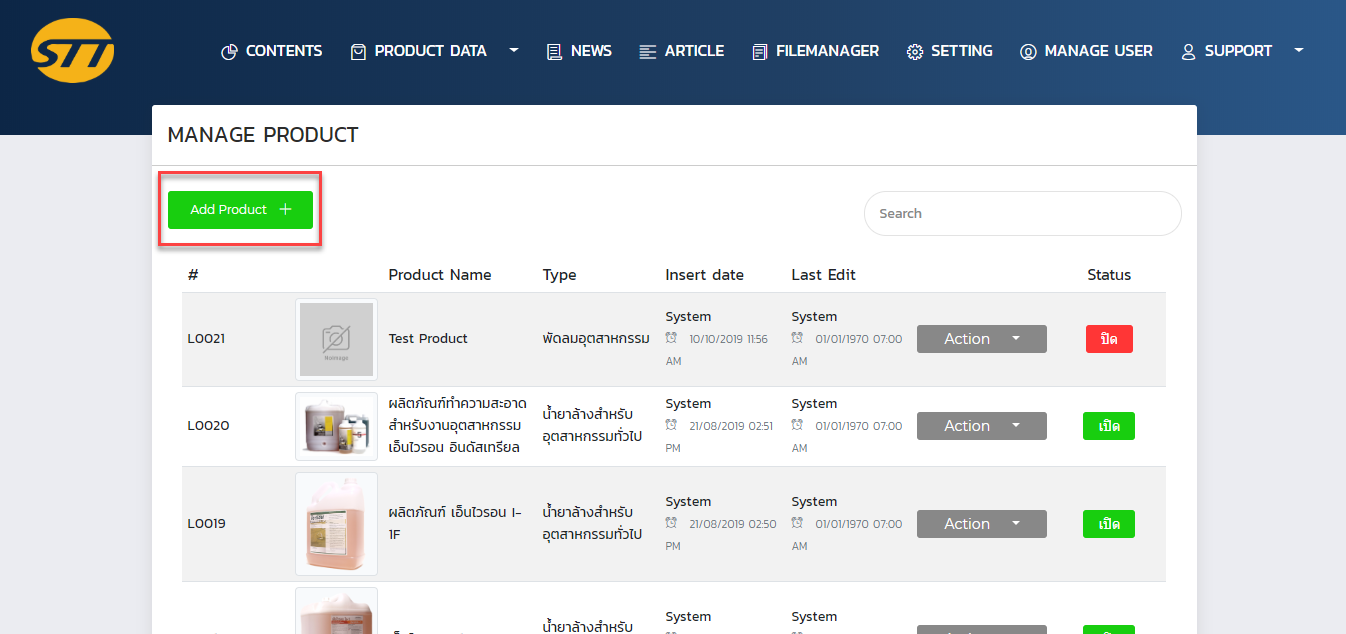 STT
CONTENTS PRODUCT DATA NEWS ARTICLE FILEMANAGER SETTING MANAGE USER SUPPORT
MANAGE PRODUCT
Add Product +
Search
# Product Name Type Insert date Last Edit Status
L0021
Noimage
Test Product
พัดลมอุตสาหกรรม
System
10/10/2019 11:56
AM
System
01/01/1970 07:00
AM
Action
ปิด
L0020
ผลิตภัณฑ์ทำความสะอาด
สำหรับงานอุตสาหกรรม
เอ็นไวรอน อินดัสเทรียล
น้ำยาล้างสำหรับ
อุตสาหกรรมทั่วไป
System
21/08/2019 02:51
PM
System
01/01/1970 07:00
AM
Action
เปิด
L0019
ผลิตภัณฑ์ เอ็นไวรอน I-
1F
น้ำยาล้างสำหรับ
อุตสาหกรรมทั่วไป
System
21/08/2019 02:50
PM
System
01/01/1970 07:00
AM
Action
เปิด
น้ำยาล้างสำหรับ
System
System